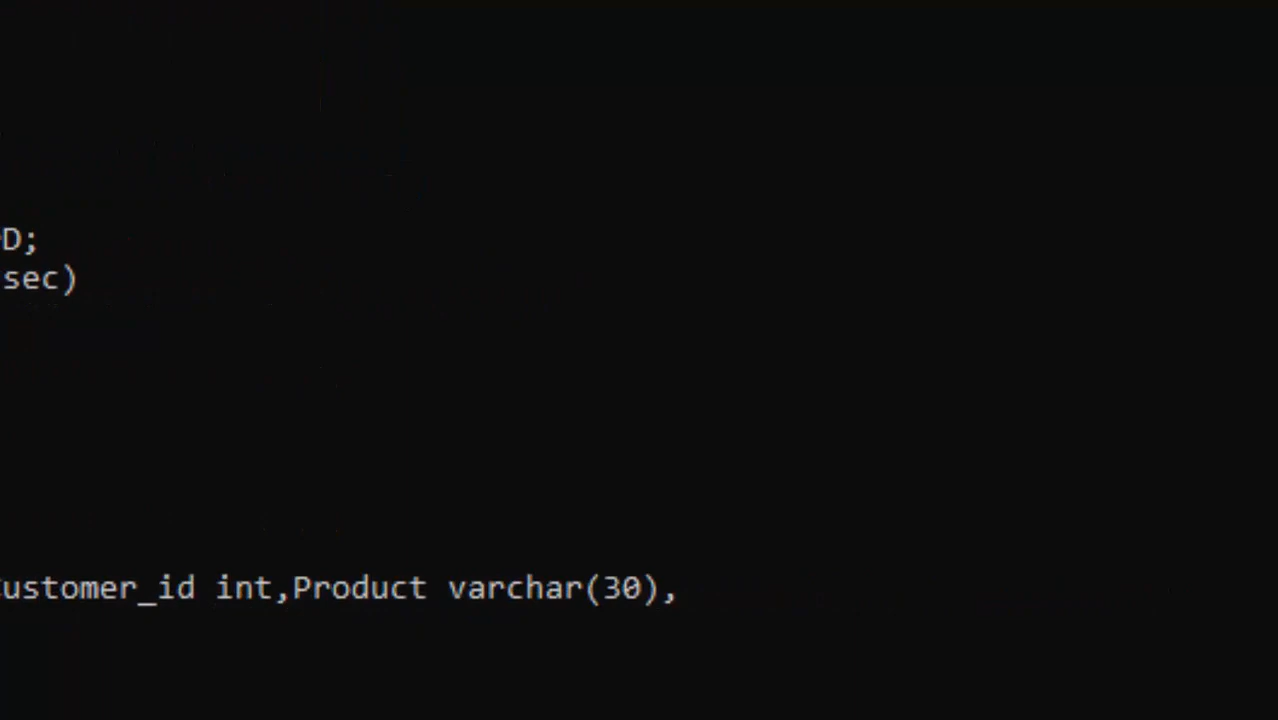 D;
sec)
ustomer_id int,Product varchar(30),